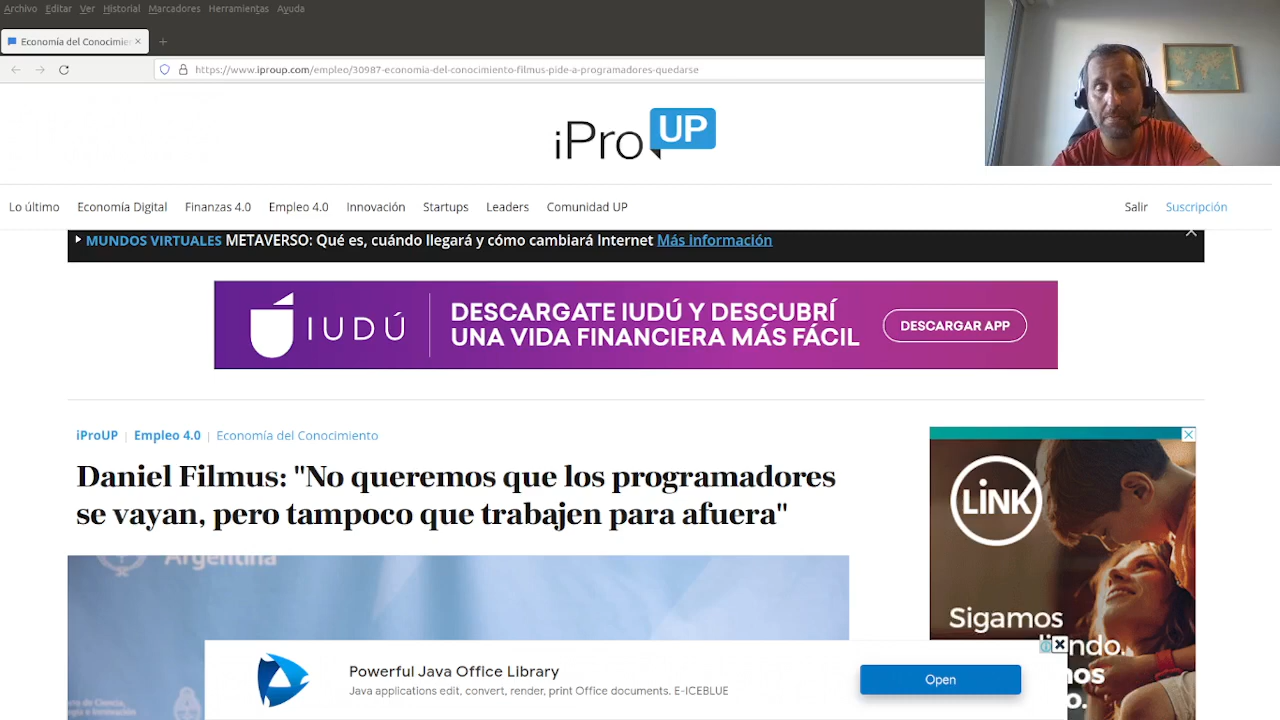 Archivo Editar Ver Historial Marcadores Herramientas Ayuda
Economía del Conocimie
https://www.iproup.com/empleo/30987-economia-del-conocimiento-filmus-pide-a-programadores-quedarse
iPro UP
Lo último Economía Digital Finanzas 4.0 Empleo 4.0 Innovación Startups Leaders Comunidad UP Salir Suscripción
MUNDOS VIRTUALES METAVERSO: Qué es, cuándo llegará y cómo cambiará Internet Más información
IUDÚ
DESCARGATE IUDÚ Y DESCUBRÍ
UNA VIDA FINANCIERA MÁS FÁCIL
DESCARGAR APP
iProUP | Empleo 4.0 | Economía del Conocimiento
Daniel Filmus: "No queremos que los programadores
se vayan, pero tampoco que trabajen para afuera"
Argentina
LINK
Sigamos
Powerful Java Office Library
Java applications edit, convert, render, print Office documents. E-ICEBLUE
Open